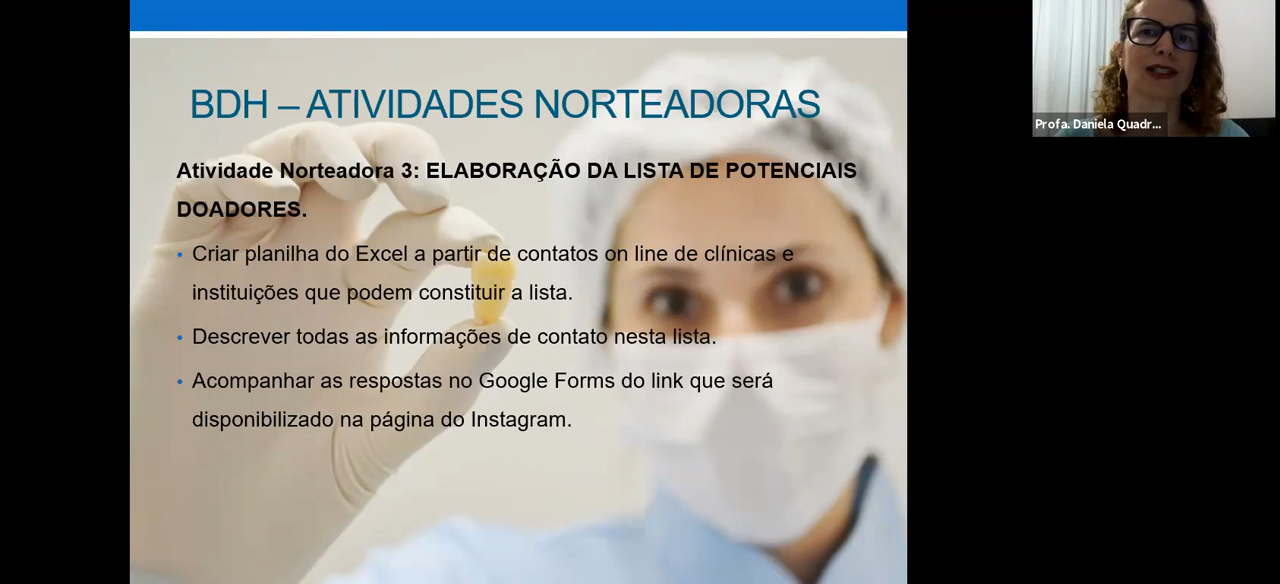 BDH – ATIVIDADES NORTEADORAS
Atividade Norteadora 3: ELABORAÇÃO DA LISTA DE POTENCIAIS
DOADORES.
• Criar planilha do Excel a partir de contatos on line de clínicas e
instituições que podem constituir a lista.
• Descrever todas as informações de contato nesta lista.
• Acompanhar as respostas no Google Forms do link que será
disponibilizado na página do Instagram.
Profa. Daniela Quadr...